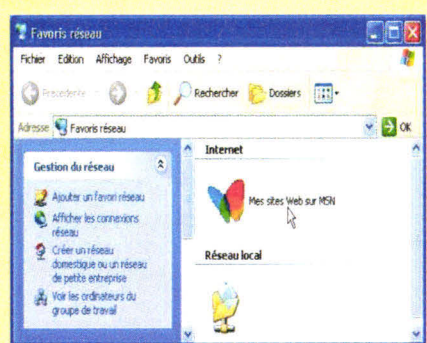 Favoris réseau
Fichier Edition Affichage Favoris Outils ?
Précédente Rechercher Dossiers
Adresse Favoris réseau OK
Gestion du réseau
Ajouter un favori réseau
Afficher les connexions
réseau
Créer un réseau
domestique ou un réseau
de petite entreprise
Voir les ordinateurs du
groupe de travail
Internet
Mes sites Web sur MSN
Réseau local